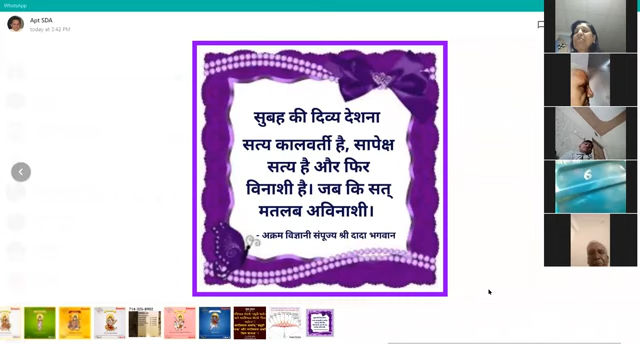 WhatsApp
Apt SDA
today at 3:42 PM
सुबह की दिव्य देशना
सत्य कालवर्ती है, सापेक्ष
सत्य है और फिर
विनाशी है। जब कि सत्
मतलब अविनाशी।
- अक्रम विज्ञानी संपूज्य श्री दादा भगवान
6